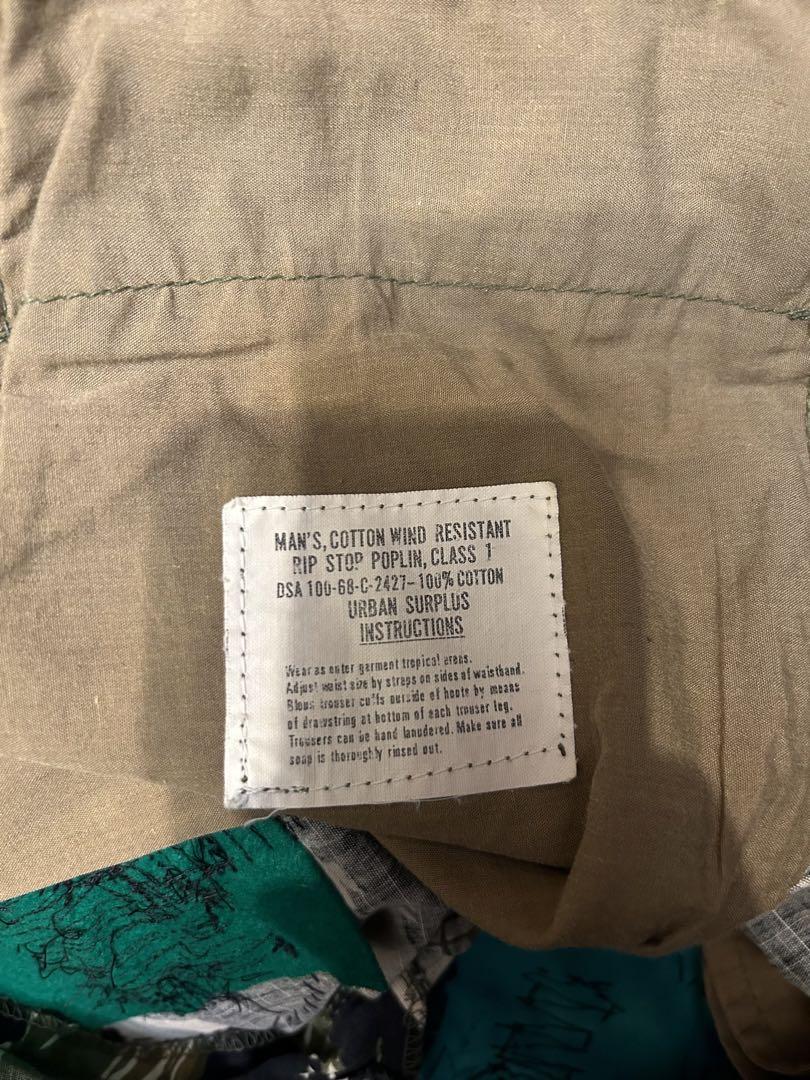 MAN'S, COTTON WIND RESISTANT
RIP STOP POPLIN, CLASS 1
DSA 100-68-C-2427-100% COTTON
URBAN SURPLUS
INSTRUCTIONS
Wear as outer garment tropical areas.
Adjust waist size by straps on sides of waistband.
Blous trouser cuffs outside of boots by means
of drawstring at bottom of each trouser leg.
Trousers can be hand laundered. Make sure all
soap is thoroughly rinsed out.